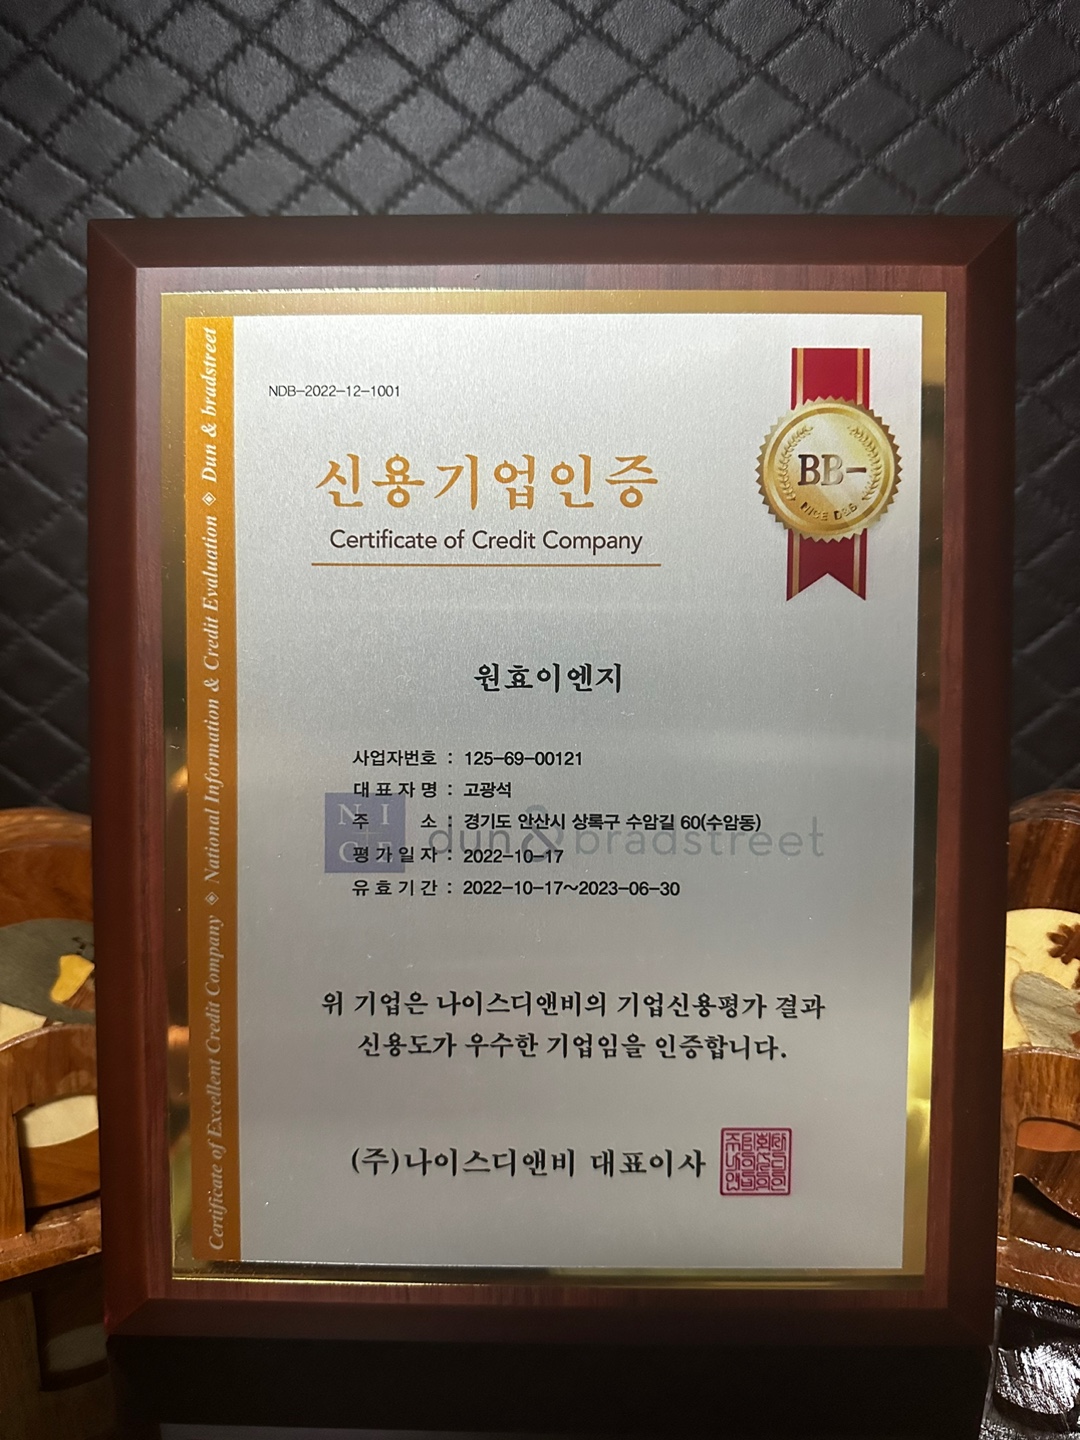 NDB-2022-12-1001
BB-
NICE D&B
신용기업인증
Certificate of Credit Company
원효이엔지
사업자번호 : 125-69-00121
대표자명 : 고광석
주 소 : 경기도 안산시 상록구 수암길 60(수암동)
평가일자 : 2022-10-17
유효기간 : 2022-10-17~2023-06-30
NICE dun & bradstreet
위 기업은 나이스디앤비의 기업신용평가 결과
신용도가 우수한 기업임을 인증합니다.
(주)나이스디앤비 대표이사
Certificate of Excellent Credit Company ◈ National Information & Credit Evaluation ◈ Dun & bradstreet